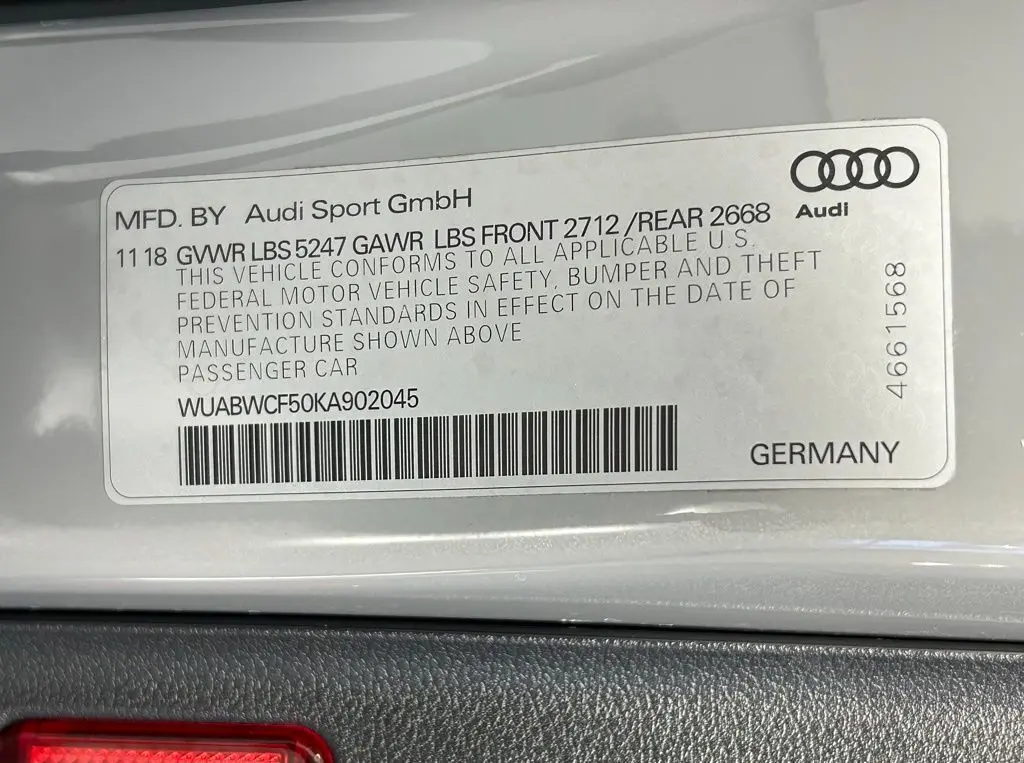 MFD. BY Audi Sport GmbH
Audi
11 18 GVWR LBS 5247 GAWR LBS FRONT 2712 /REAR 2668
THIS VEHICLE CONFORMS TO ALL APPLICABLE U.S.
FEDERAL MOTOR VEHICLE SAFETY, BUMPER AND THEFT
PREVENTION STANDARDS IN EFFECT ON THE DATE OF
MANUFACTURE SHOWN ABOVE
PASSENGER CAR
4661568
WUABWCF50KA902045
GERMANY